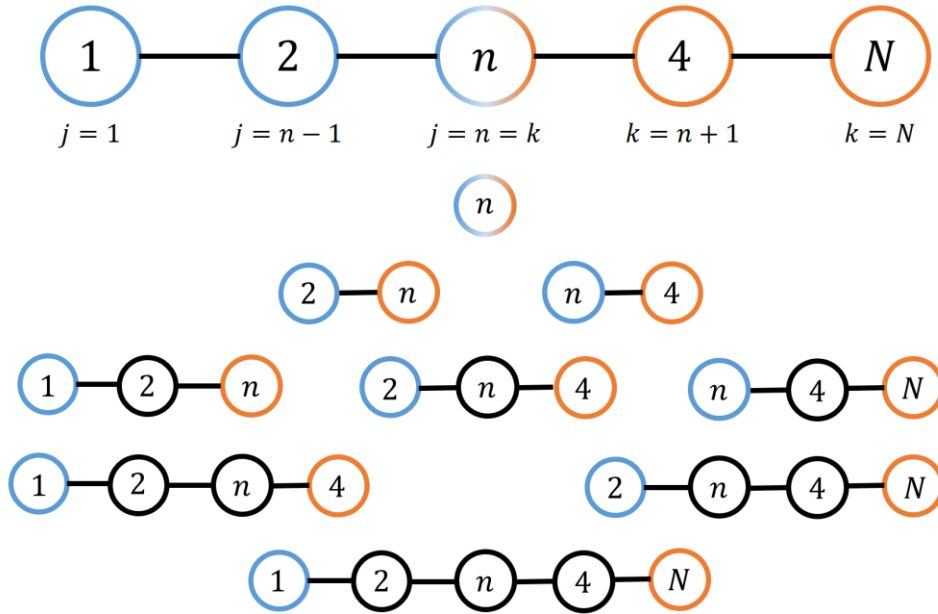 1 2 n 4 N
j = 1 j = n − 1 j = n = k k = n + 1 k = N
n
2 n n 4
1 2 n 2 n 4 n 4 N
1 2 n 4 2 n 4 N
1 2 n 4 N